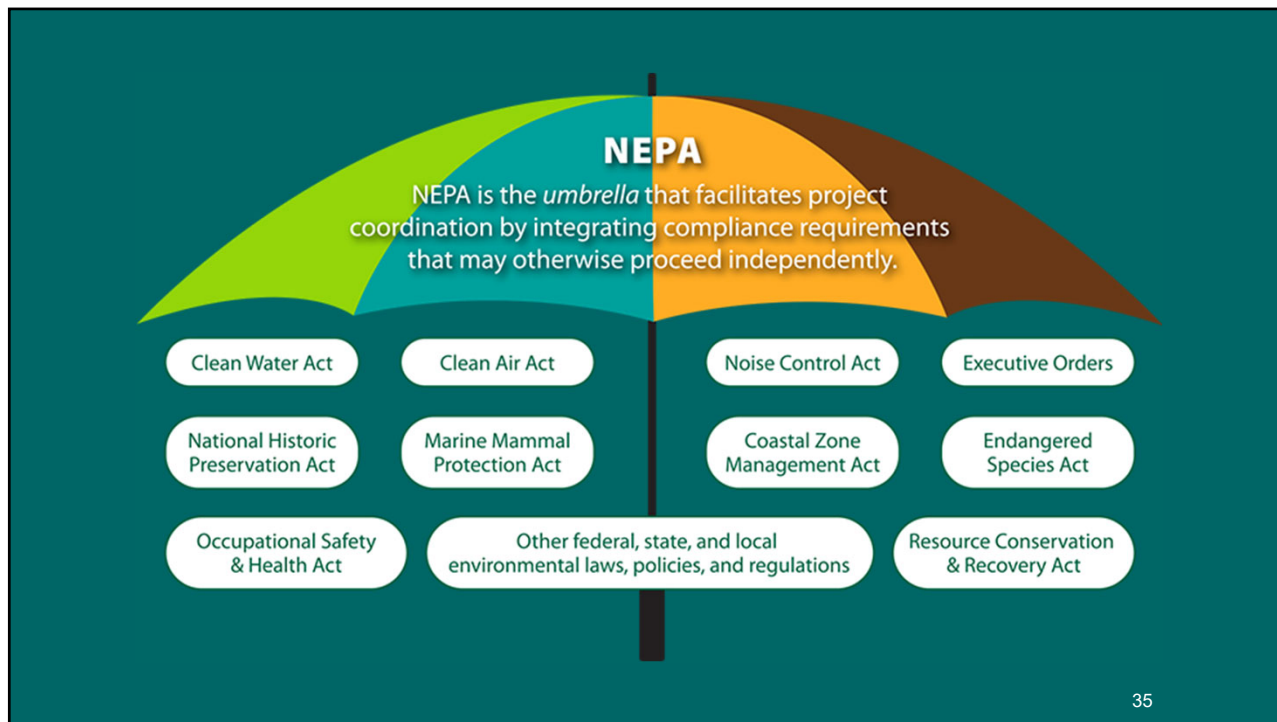 NEPA
NEPA is the umbrella that facilitates project
coordination by integrating compliance requirements
that may otherwise proceed independently.
Clean Water Act
Clean Air Act
Noise Control Act
Executive Orders
National Historic
Preservation Act
Marine Mammal
Protection Act
Coastal Zone
Management Act
Endangered
Species Act
Occupational Safety
& Health Act
Other federal, state, and local
environmental laws, policies, and regulations
Resource Conservation
& Recovery Act
35